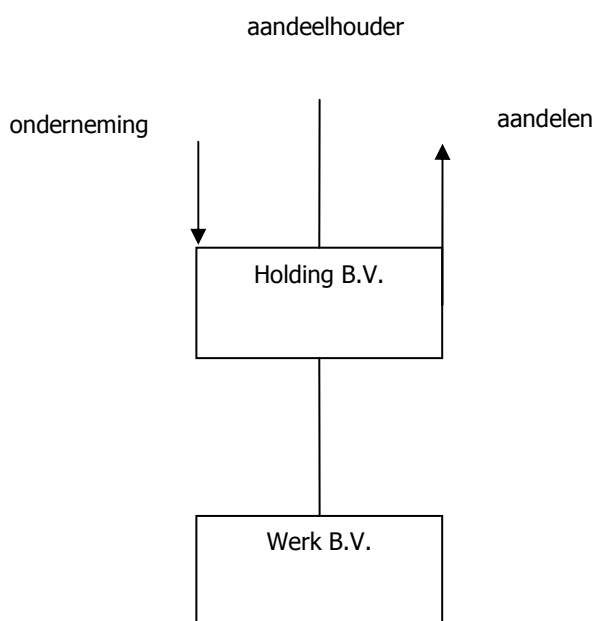 aandeelhouder
onderneming
aandelen
Holding B.V.
Werk B.V.